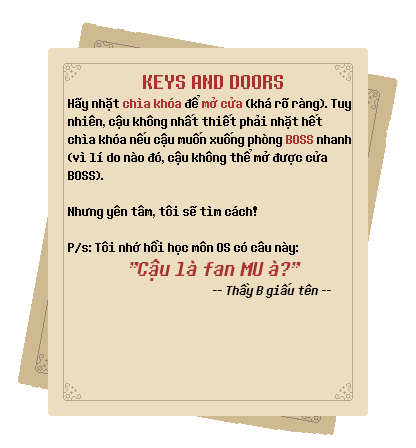 KEYS AND DOORS
Hãy nhặt chìa khóa để mở cửa (khá rõ ràng). Tuy
nhiên, cậu không nhất thiết phải nhặt hết
chìa khóa nếu cậu muốn xuống phòng BOSS nhanh
(vì lí do nào đó, cậu không thể mở được cửa
BOSS).
Nhưng yên tâm, tôi sẽ tìm cách!
P/s: Tôi nhớ hồi học môn OS có câu này:
"Cậu là fan MU à?"
-- Thầy B giấu tên --